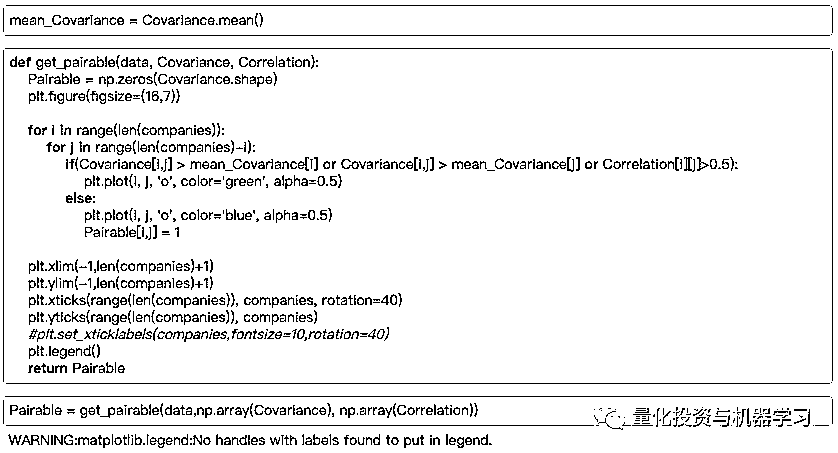 mean_Covariance = Covariance.mean()
def get_pairable(data, Covariance, Correlation):
Pairable = np.zeros(Covariance.shape)
plt.figure(figsize=(16,7))
for i in range(len(companies)):
for j in range(len(companies)-i):
if(Covariance[i,j] > mean_Covariance[i] or Covariance[i,j] > mean_Covariance[j] or Correlation[i][j]>0.5):
plt.plot(i, j, 'o', color='green', alpha=0.5)
else:
plt.plot(i, j, 'o', color='blue', alpha=0.5)
Pairable[i,j] = 1
plt.xlim(-1,len(companies)+1)
plt.ylim(-1,len(companies)+1)
plt.xticks(range(len(companies)), companies, rotation=40)
plt.yticks(range(len(companies)), companies)
#plt.set_xticklabels(companies,fontsize=10,rotation=40)
plt.legend()
return Pairable
Pairable = get_pairable(data,np.array(Covariance), np.array(Correlation))
量化投资与机器学习
WARNING:matplotlib.legend:No handles with labels found to put in legend.